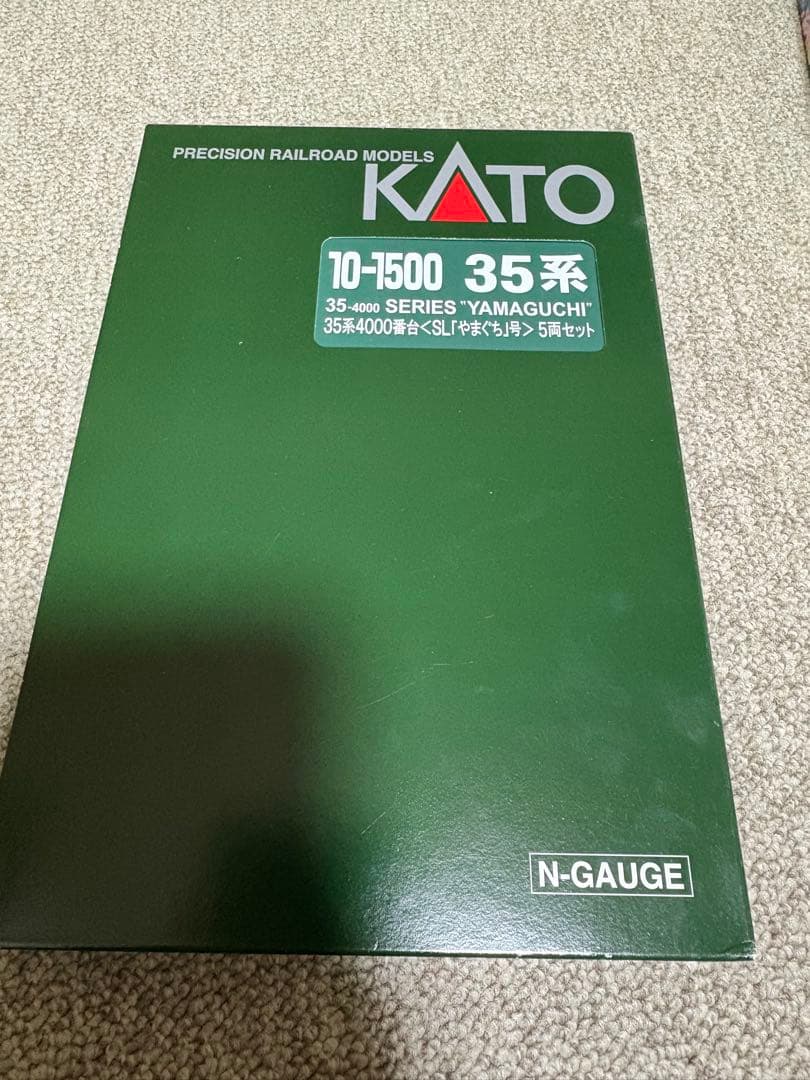 PRECISION RAILROAD MODELS
KATO
10-1500 35系
35-4000 SERIES "YAMAGUCHI"
35系4000番台<SL｢やまぐち｣号> 5両セット
N-GAUGE